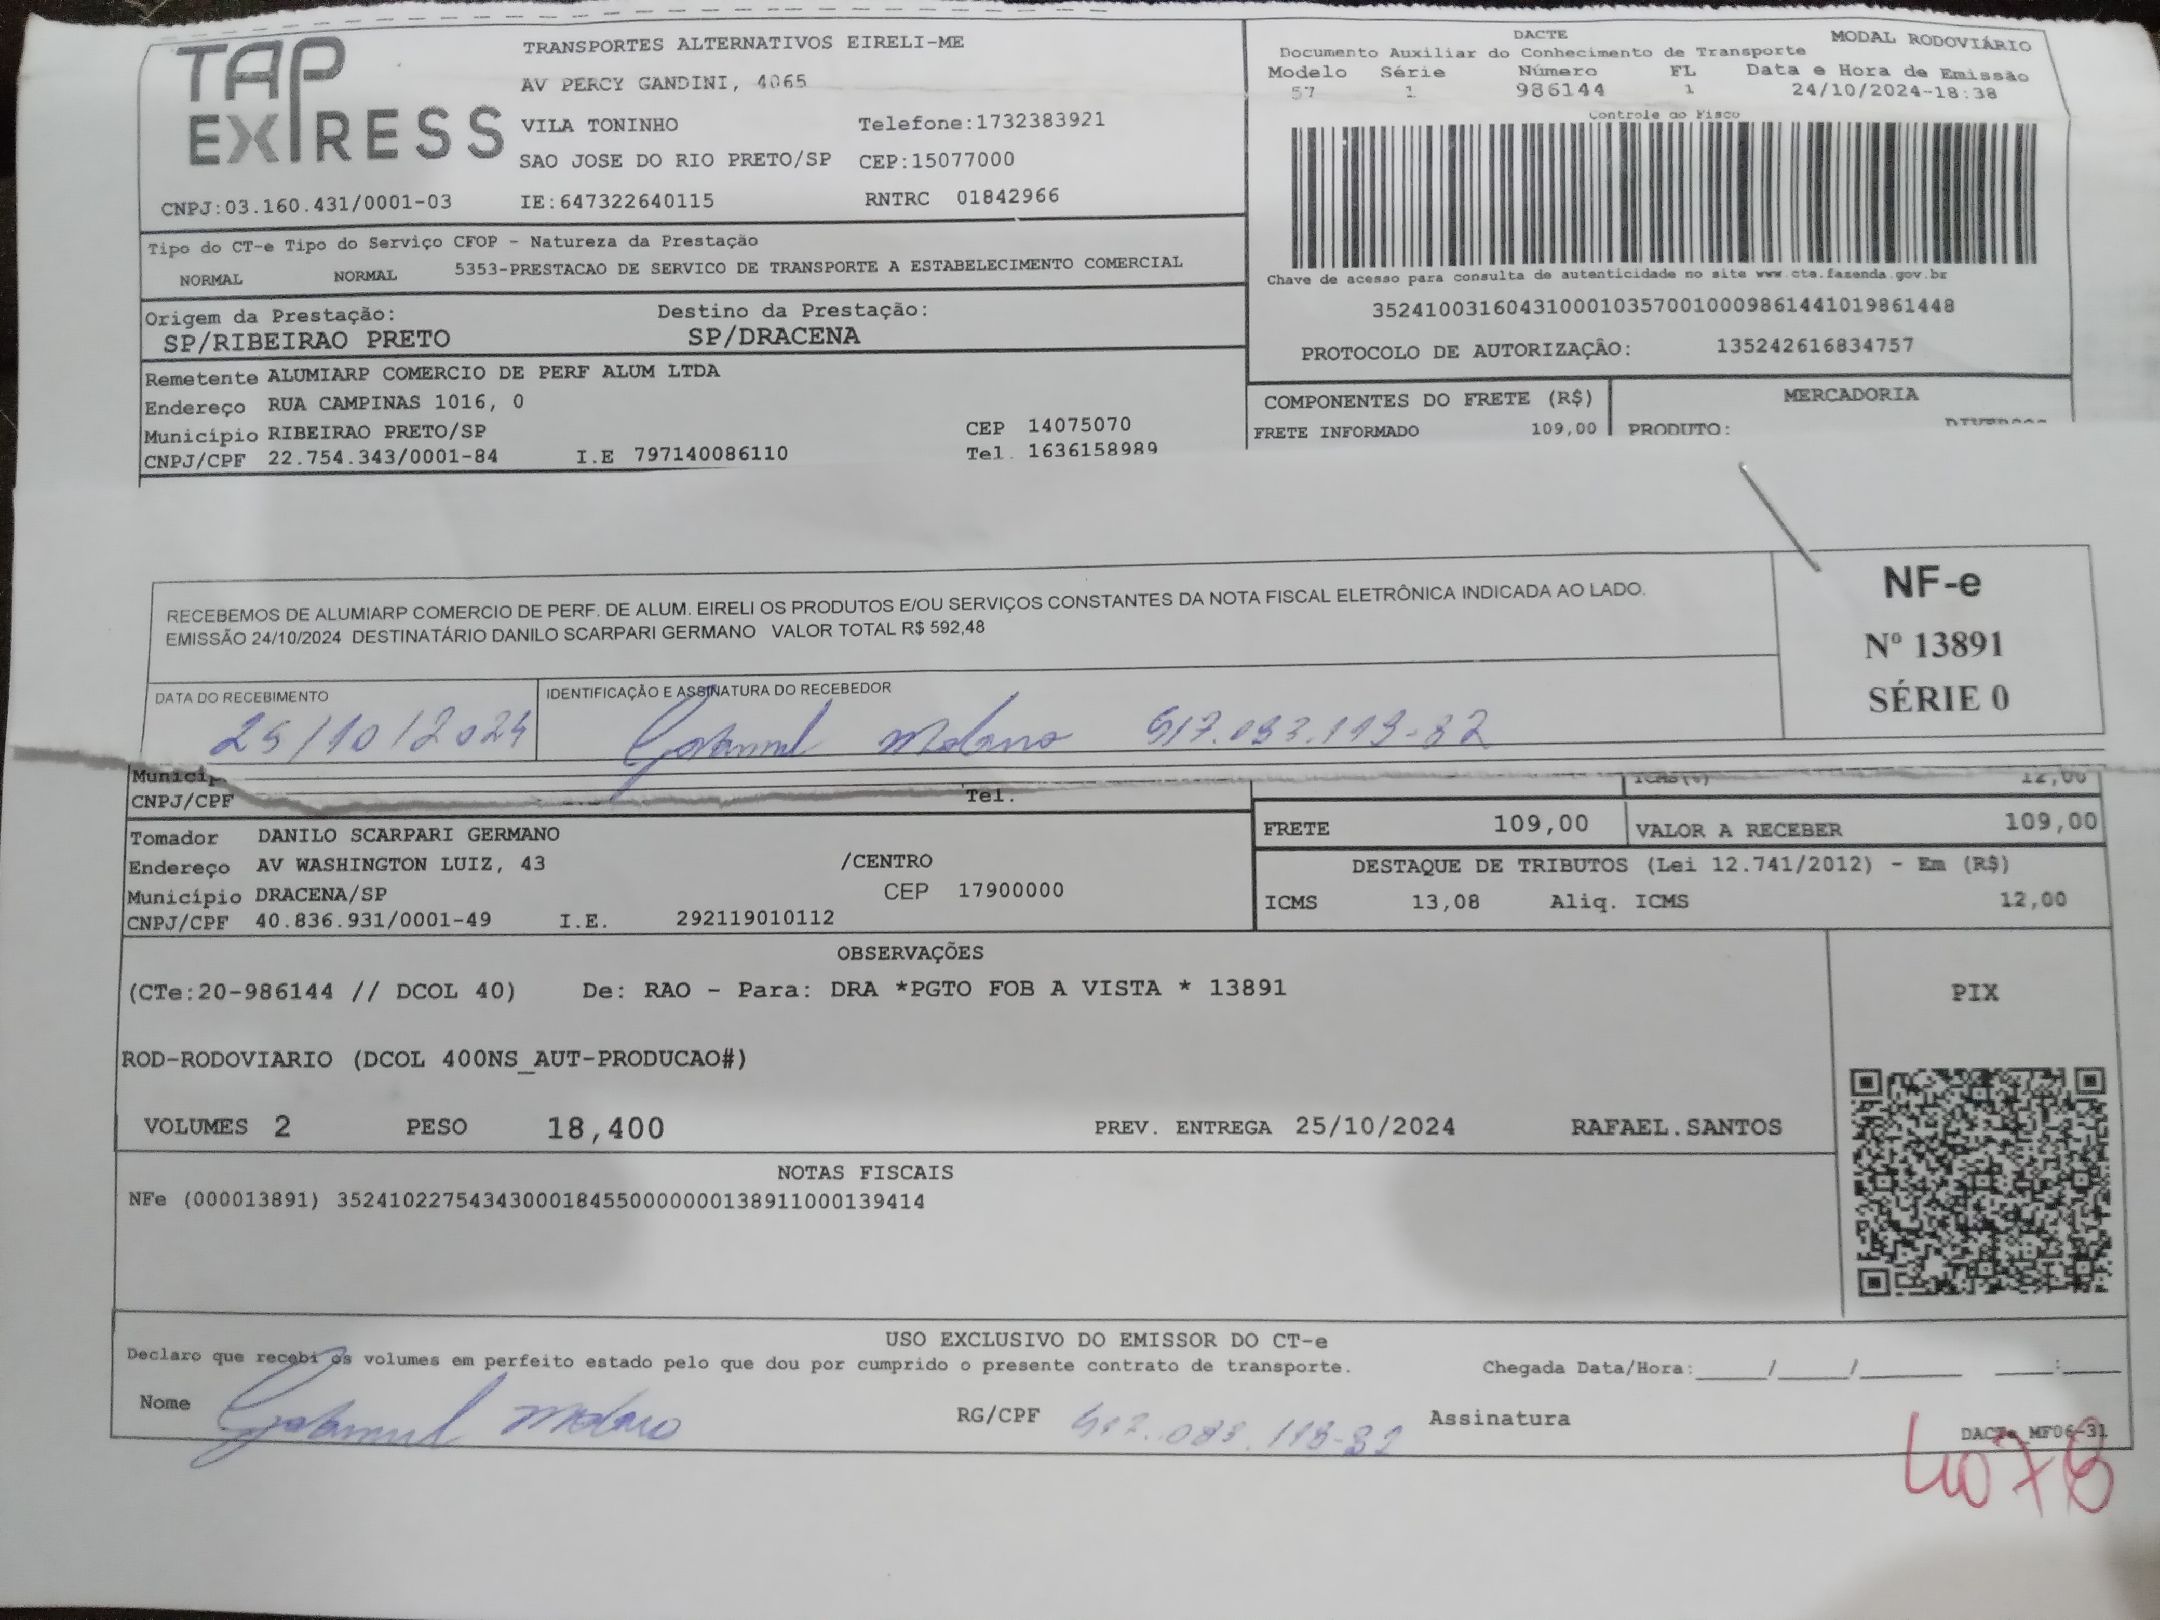 TAP EXPRESS
TRANSPORTES ALTERNATIVOS EIRELI-ME
AV PERCY GANDINI, 4065
VILA TONINHO Telefone:1732383921
SAO JOSE DO RIO PRETO/SP CEP:15077000
CNPJ:03.160.431/0001-03 IE:647322640115 RNTRC 01842966
DACTE MODAL RODOVIÁRIO
Documento Auxiliar do Conhecimento de Transporte
Modelo Série Número FL Data e Hora de Emissão
57 1 986144 1 24/10/2024-18:38
Controle do Fisco
Chave de acesso para consulta de autenticidade no site www.cte.fazenda.gov.br
35241003160431000103570010009861441019861448
PROTOCOLO DE AUTORIZAÇÃO: 135242616834757
Tipo do CT-e Tipo do Serviço CFOP - Natureza da Prestação
NORMAL NORMAL 5353-PRESTACAO DE SERVICO DE TRANSPORTE A ESTABELECIMENTO COMERCIAL
Origem da Prestação: Destino da Prestação:
SP/RIBEIRAO PRETO SP/DRACENA
Remetente ALUMIARP COMERCIO DE PERF ALUM LTDA
Endereço RUA CAMPINAS 1016, 0
Município RIBEIRAO PRETO/SP CEP 14075070
CNPJ/CPF 22.754.343/0001-84 I.E 797140086110 Tel. 1636158989
COMPONENTES DO FRETE (R$) MERCADORIA
FRETE INFORMADO 109,00 PRODUTO:
RECEBEMOS DE ALUMIARP COMERCIO DE PERF. DE ALUM. EIRELI OS PRODUTOS E/OU SERVIÇOS CONSTANTES DA NOTA FISCAL ELETRÔNICA INDICADA AO LADO.
EMISSÃO 24/10/2024 DESTINATÁRIO DANILO SCARPARI GERMANO VALOR TOTAL R$ 592,48
NF-e
Nº 13891
SÉRIE 0
DATA DO RECEBIMENTO IDENTIFICAÇÃO E ASSINATURA DO RECEBEDOR
25/10/2024
CNPJ/CPF Tel.
ICMS(%) 12,00
Tomador DANILO SCARPARI GERMANO
Endereço AV WASHINGTON LUIZ, 43 /CENTRO
Município DRACENA/SP CEP 17900000
CNPJ/CPF 40.836.931/0001-49 I.E. 292119010112
FRETE 109,00 VALOR A RECEBER 109,00
DESTAQUE DE TRIBUTOS (Lei 12.741/2012) - Em (R$)
ICMS 13,08 Aliq. ICMS 12,00
OBSERVAÇÕES
(CTe:20-986144 // DCOL 40) De: RAO - Para: DRA *PGTO FOB A VISTA * 13891
PIX
ROD-RODOVIARIO (DCOL 400NS_AUT-PRODUCAO#)
VOLUMES 2 PESO 18,400 PREV. ENTREGA 25/10/2024 RAFAEL.SANTOS
NOTAS FISCAIS
NFe (000013891) 35241022754343000184550000000138911000139414
USO EXCLUSIVO DO EMISSOR DO CT-e
Declaro que recebi os volumes em perfeito estado pelo que dou por cumprido o presente contrato de transporte. Chegada Data/Hora:____/____/______ ____:____
Nome RG/CPF Assinatura
DACTe MF06-31